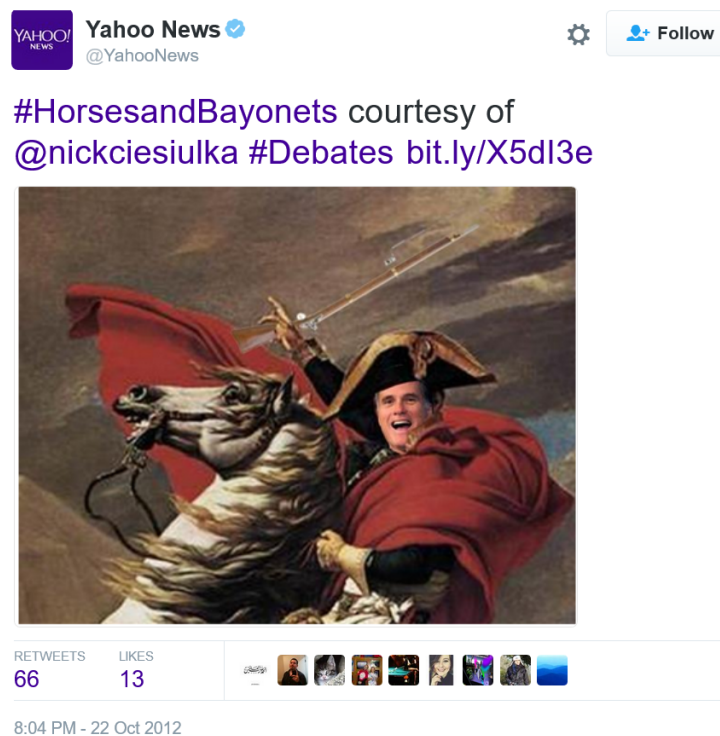 YAHOO!
NEWS
Yahoo News
@YahooNews
Follow
#HorsesandBayonets courtesy of
@nickciesiulka #Debates bit.ly/X5dI3e
RETWEETS LIKES
66 13
8:04 PM - 22 Oct 2012